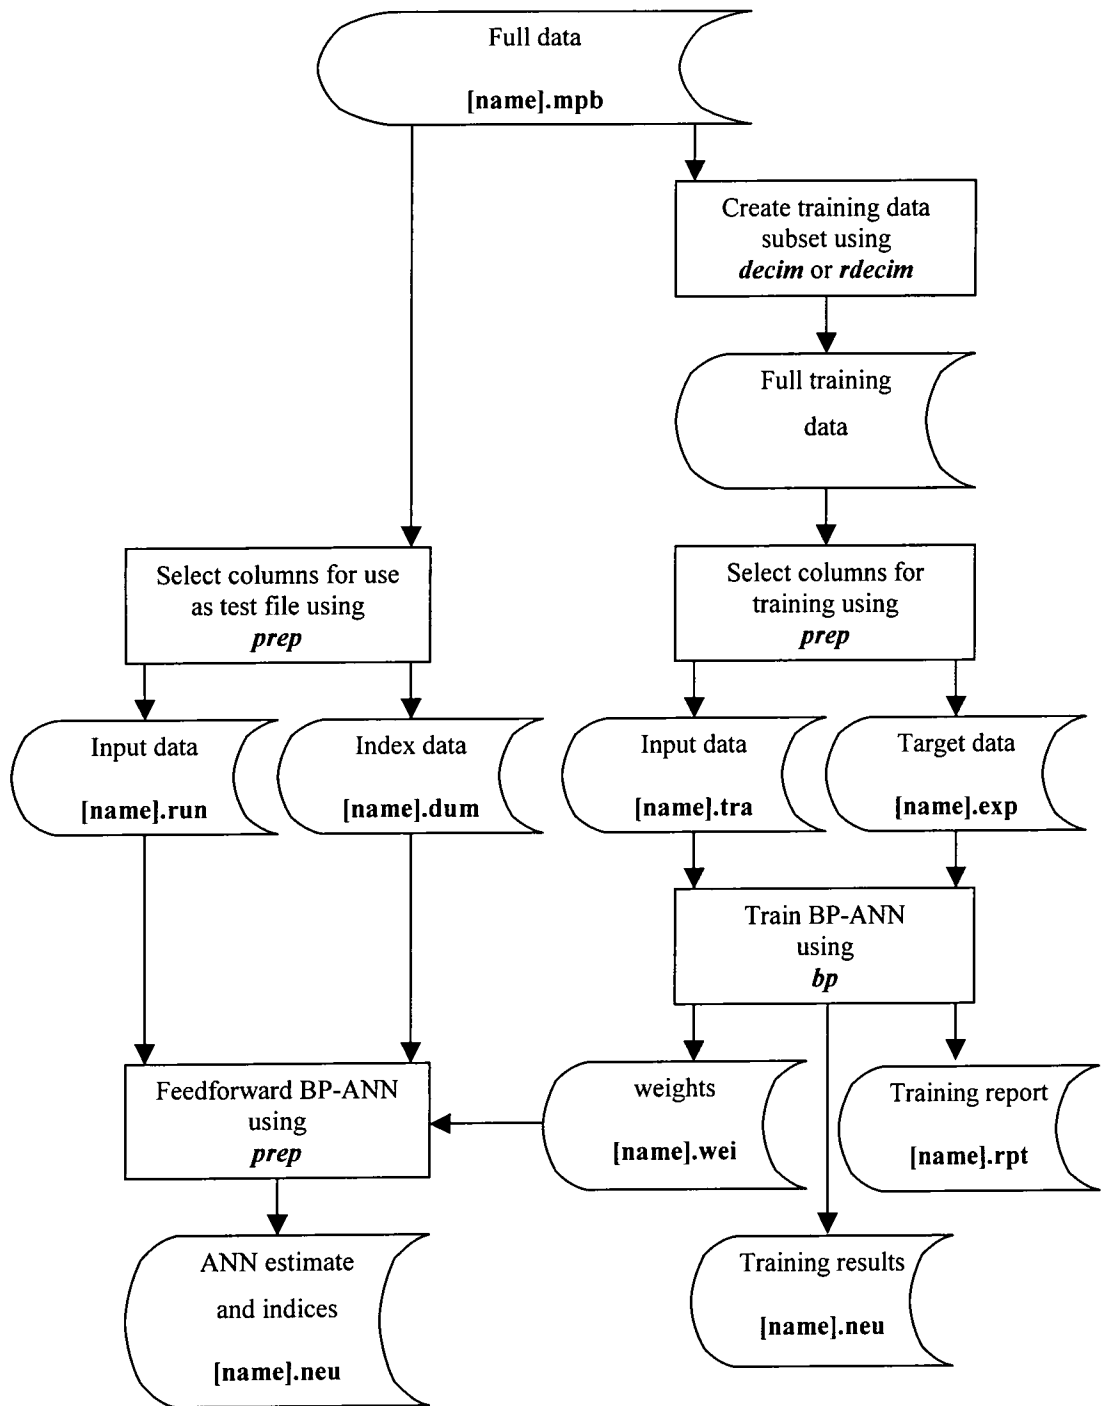 Full data
[name].mpb
Create training data
subset using
decim or rdecim
Full training
data
Select columns for use
as test file using
prep
Select columns for
training using
prep
Input data
[name].run
Index data
[name].dum
Input data
[name].tra
Target data
[name].exp
Train BP-ANN
using
bp
Feedforward BP-ANN
using
prep
weights
[name].wei
Training report
[name].rpt
ANN estimate
and indices
[name].neu
Training results
[name].neu